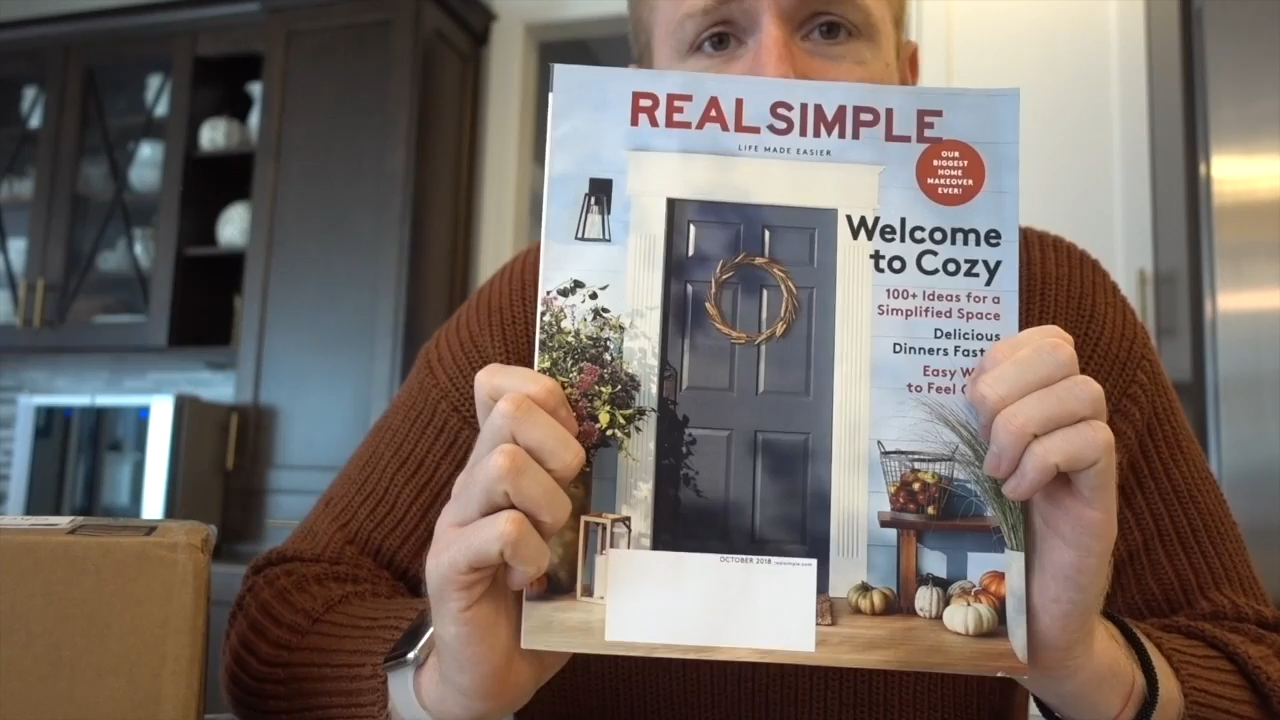 REAL SIMPLE
LIFE MADE EASIER
OUR
BIGGEST
HOME
MAKEOVER
EVER!
Welcome
to Cozy
100+ Ideas for a
Simplified Space
Delicious
Dinners Fast
Easy
to Feel
OCTOBER 2018 realsimple.com